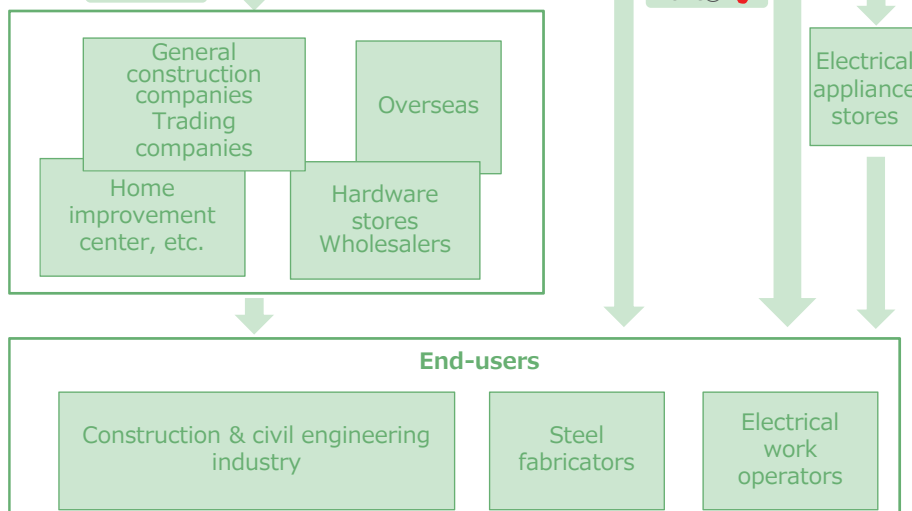 General
construction
companies
Trading
companies
Overseas
Electrical
appliance
stores
Home
improvement
center, etc.
Hardware
stores
Wholesalers
End-users
Construction & civil engineering
industry
Steel
fabricators
Electrical
work
operators